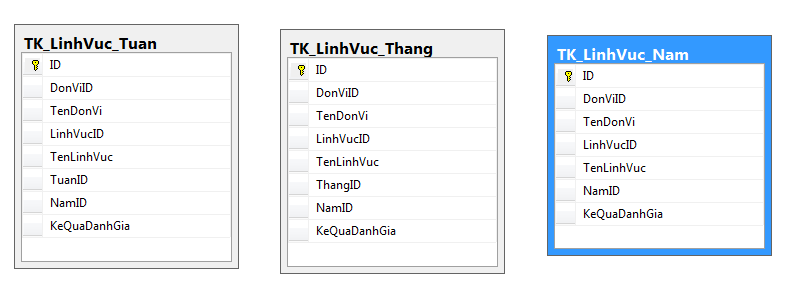 TK_LinhVuc_Tuan
ID
DonViID
TenDonVi
LinhVucID
TenLinhVuc
TuanID
NamID
KeQuaDanhGia
TK_LinhVuc_Thang
ID
DonViID
TenDonVi
LinhVucID
TenLinhVuc
ThangID
NamID
KeQuaDanhGia
TK_LinhVuc_Nam
ID
DonViID
TenDonVi
LinhVucID
TenLinhVuc
NamID
KeQuaDanhGia